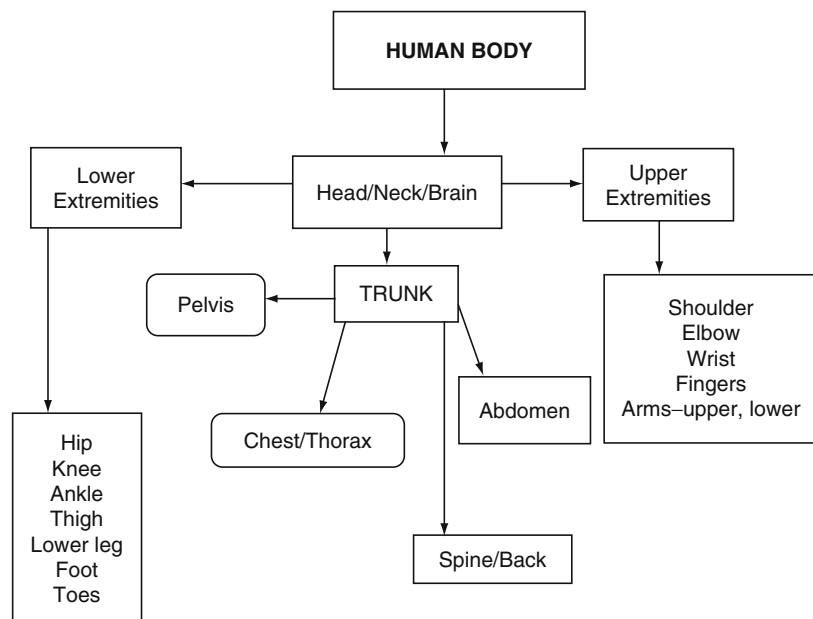 HUMAN BODY
Lower
Extremities
Head/Neck/Brain
Upper
Extremities
Pelvis
TRUNK
Shoulder
Elbow
Wrist
Fingers
Arms–upper, lower
Abdomen
Chest/Thorax
Hip
Knee
Ankle
Thigh
Lower leg
Foot
Toes
Spine/Back